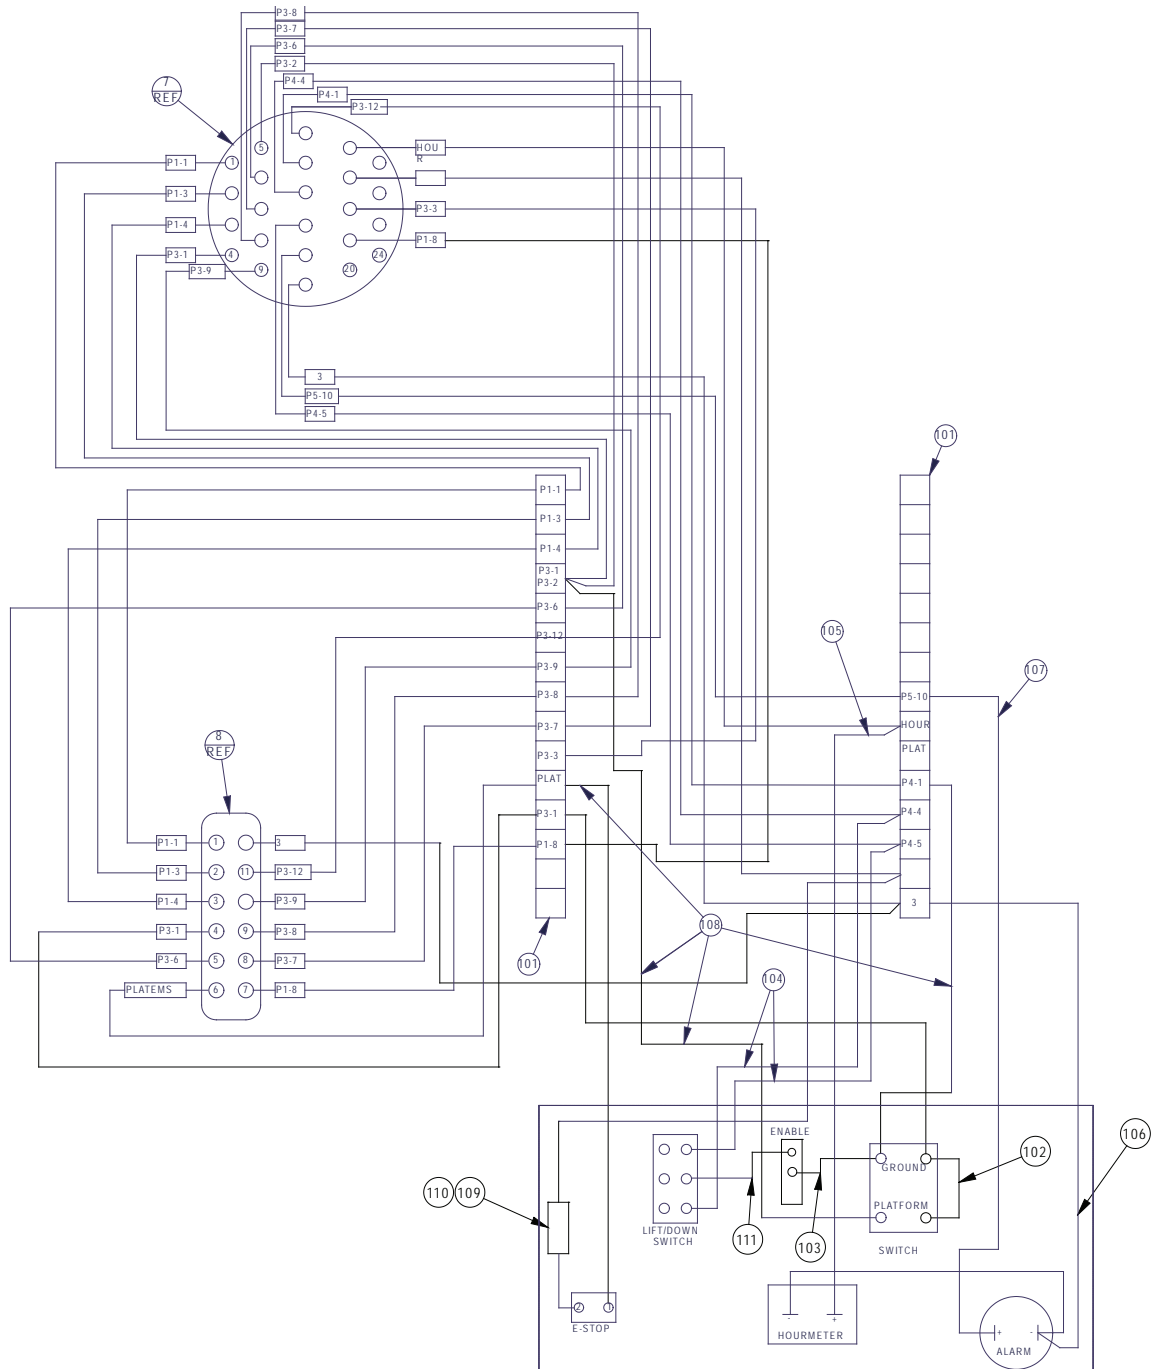 P3-8
P3-7
P3-6
P3-2
P4-4
P4-1
P3-12
7
REF
HOU
R
5
P1-1
1
P1-3
P3-3
P1-4
P1-8
P3-1
4
24
P3-9
9
20
3
P5-10
P4-5
101
P1-1
P1-3
P1-4
P3-1
P3-2
P3-6
P3-12
105
P3-9
107
P3-8
P5-10
P3-7
HOUR
8
REF
P3-3
PLAT
PLAT
P4-1
P3-1
P4-4
P1-1
1
3
P1-8
P4-5
P1-3
2
11
P3-12
P1-4
3
P3-9
3
P3-1
4
9
P3-8
108
P3-6
5
8
P3-7
101
104
PLATEMS
6
7
P1-8
ENABLE
106
102
GROUND
110
109
PLATFORM
LIFT/DOWN
SWITCH
111
103
SWITCH
2
1
E-STOP
-
+
HOURMETER
+
-
ALARM